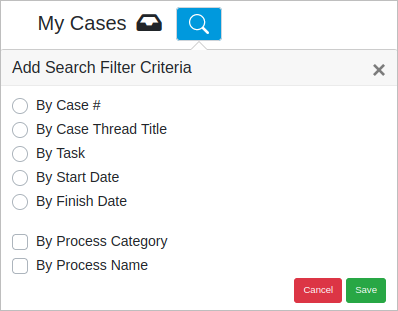 My Cases
Add Search Filter Criteria
By Case #
By Case Thread Title
By Task
By Start Date
By Finish Date
By Process Category
By Process Name
Cancel Save